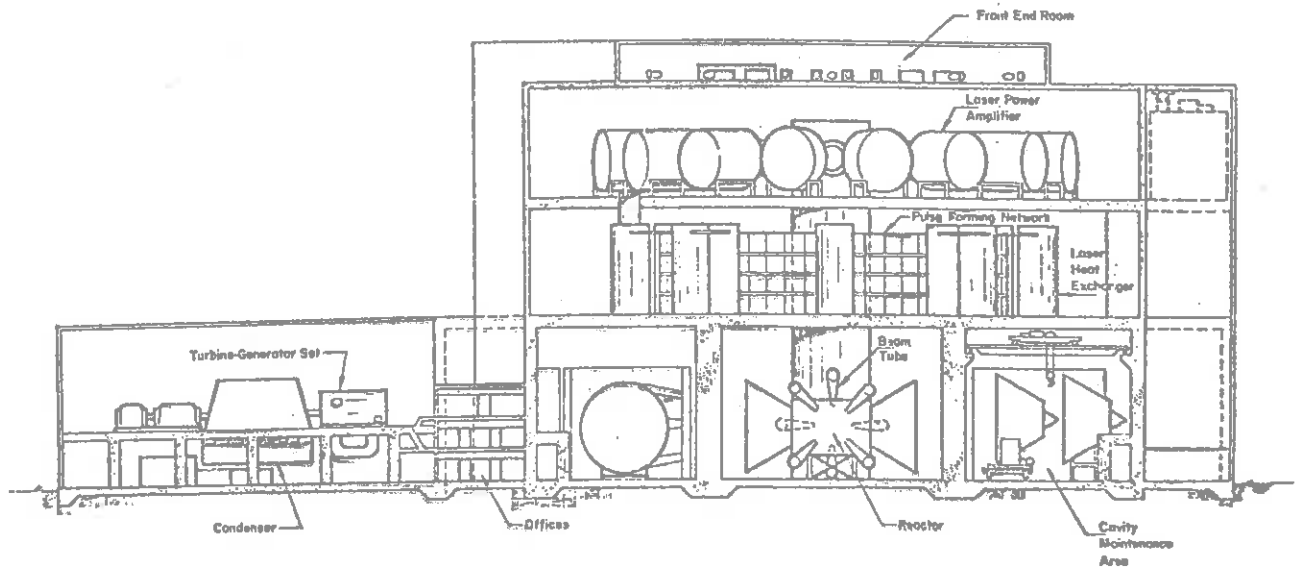 Front End Room
Laser Power
Amplifier
Pulse Forming Network
Laser
Heat
Exchanger
Beam
Tube
Turbine-Generator Set
Condenser
Offices
Reactor
Cavity
Maintenance
Area